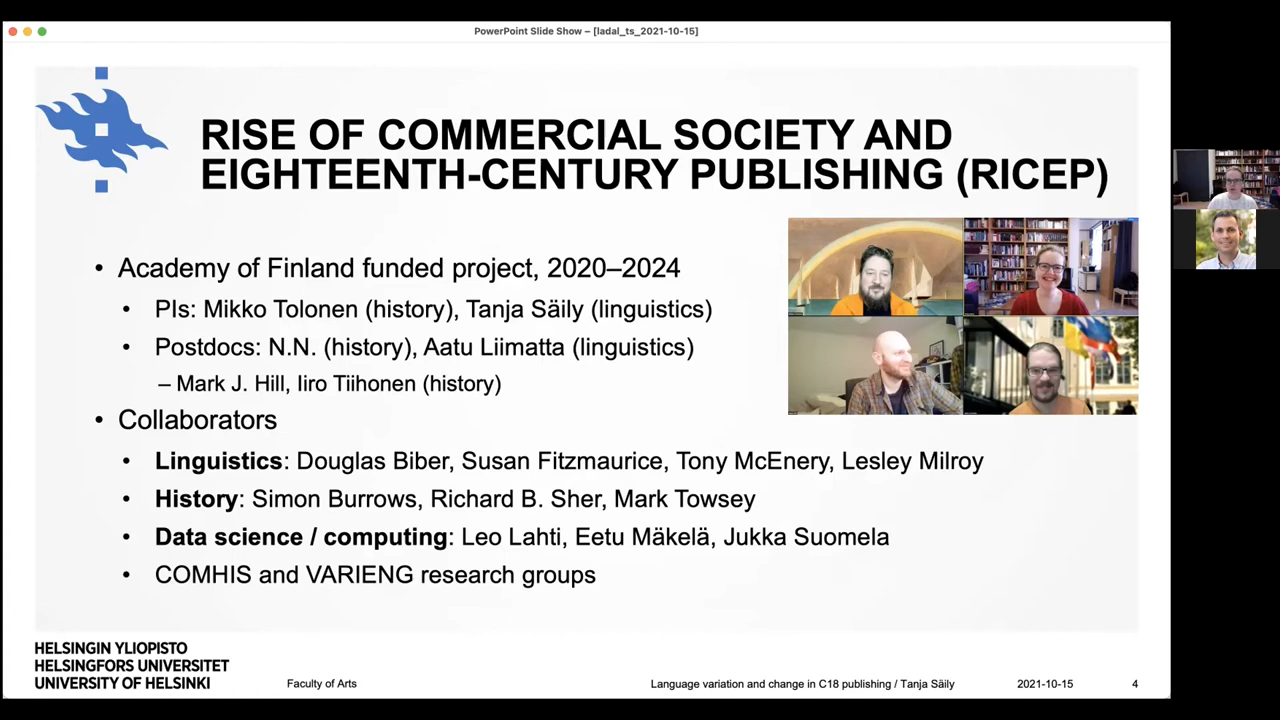 PowerPoint Slide Show – [ladal_ts_2021-10-15]
RISE OF COMMERCIAL SOCIETY AND
EIGHTEENTH-CENTURY PUBLISHING (RICEP)
• Academy of Finland funded project, 2020–2024
• PIs: Mikko Tolonen (history), Tanja Säily (linguistics)
• Postdocs: N.N. (history), Aatu Liimatta (linguistics)
– Mark J. Hill, Iiro Tiihonen (history)
• Collaborators
• Linguistics: Douglas Biber, Susan Fitzmaurice, Tony McEnery, Lesley Milroy
• History: Simon Burrows, Richard B. Sher, Mark Towsey
• Data science / computing: Leo Lahti, Eetu Mäkelä, Jukka Suomela
• COMHIS and VARIENG research groups
HELSINGIN YLIOPISTO
HELSINGFORS UNIVERSITET
UNIVERSITY OF HELSINKI
Faculty of Arts
Language variation and change in C18 publishing / Tanja Säily
2021-10-15
4